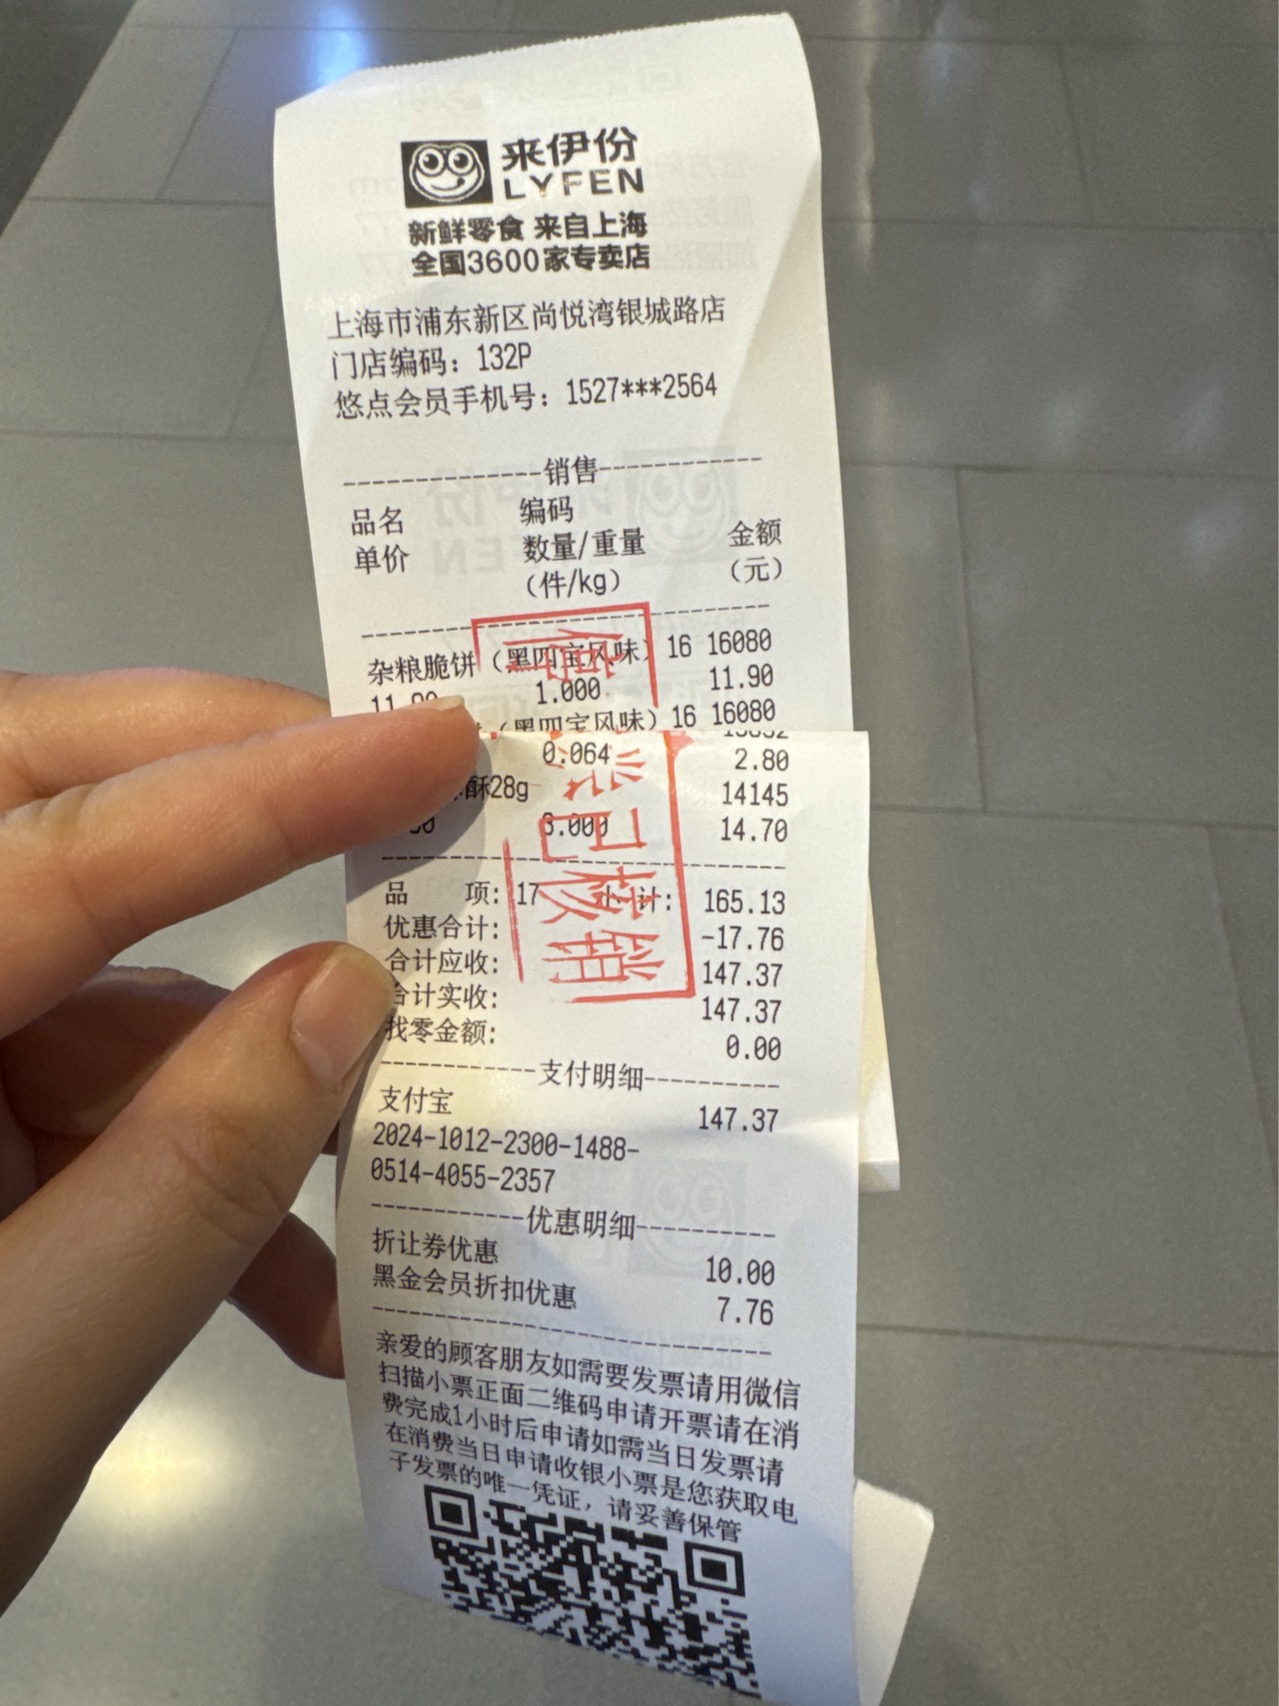 来伊份
LYFEN
新鲜零食 来自上海
全国3600家专卖店
上海市浦东新区尚悦湾银城路店
门店编码：132P
悠点会员手机号：1527***2564
销售
品名 编码
单价 数量/重量 金额
（件/kg） （元）
杂粮脆饼（黑四宝风味）16 16080
11.90 1.000 11.90
（黑四宝风味）16 16080
0.064 2.80
酥28g 14145
3.000 14.70
品 项: 17 小 计: 165.13
优惠合计: -17.76
合计应收: 147.37
合计实收: 147.37
找零金额: 0.00
支付明细
支付宝 147.37
2024-1012-2300-1488-
0514-4055-2357
优惠明细
折让券优惠 10.00
黑金会员折扣优惠 7.76
亲爱的顾客朋友如需要发票请用微信
扫描小票正面二维码申请开票请在消
费完成1小时后申请如需当日发票请
在消费当日申请收银小票是您获取电
子发票的唯一凭证，请妥善保管
已核销